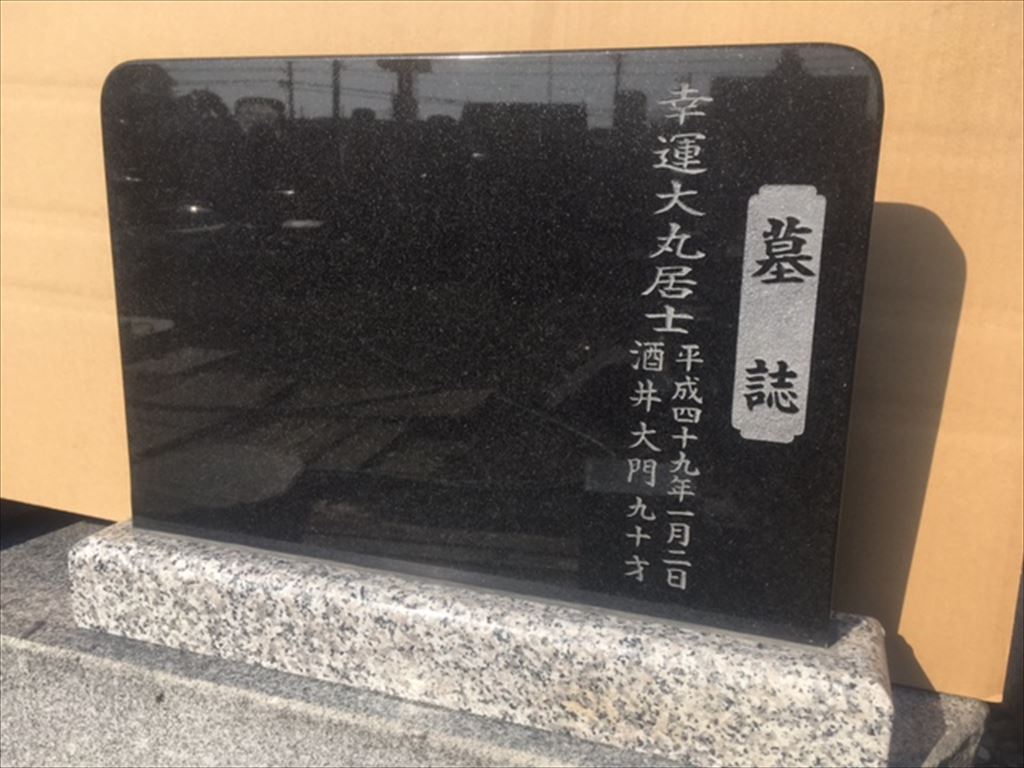 墓誌
幸運大丸居士
平成四十九年一月二日
酒井大門九十才